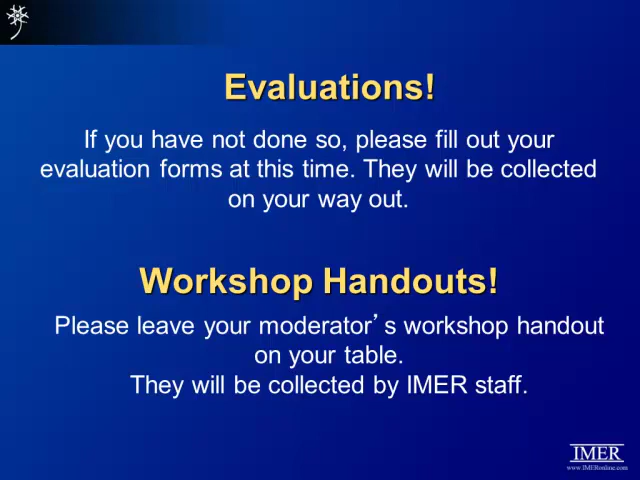 Evaluations!
If you have not done so, please fill out your
evaluation forms at this time. They will be collected
on your way out.
Workshop Handouts!
Please leave your moderator’s workshop handout
on your table.
They will be collected by IMER staff.
IMER
www.IMERonline.com